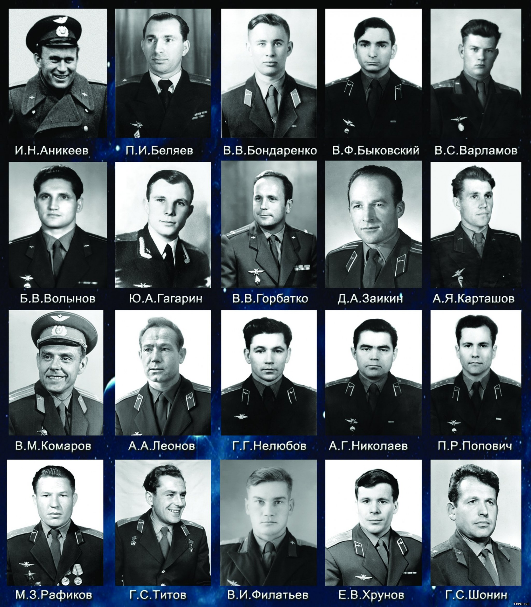 И.Н.Аникеев
П.И.Беляев
В.В.Бондаренко
В.Ф.Быковский
В.С.Варламов
Б.В.Волынов
Ю.А.Гагарин
В.В.Горбатко
Д.А.Заикин
А.Я.Карташов
В.М.Комаров
А.А.Леонов
Г.Г.Нелюбов
А.Г.Николаев
П.Р.Попович
М.З.Рафиков
Г.С.Титов
В.И.Филатьев
Е.В.Хрунов
Г.С.Шонин